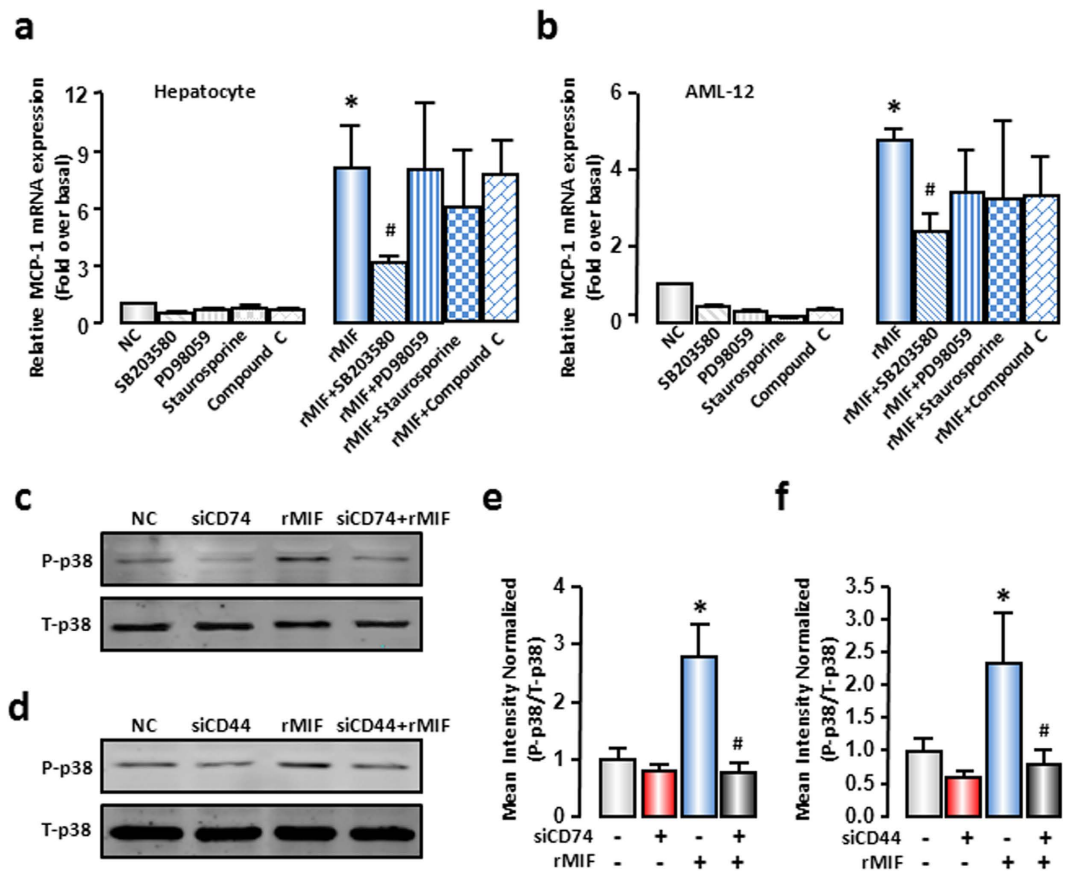 a
Relative MCP-1 mRNA expression
(Fold over basal)
Hepatocyte
12
9
6
3
0
*
#
NC
SB203580
PD98059
Staurosporine
Compound C
rMIF
rMIF+SB203580
rMIF+PD98059
rMIF+Staurosporine
rMIF+Compound C
b
Relative MCP-1 mRNA expression
(Fold over basal)
AML-12
6
4
2
0
*
#
NC
SB203580
PD98059
Staurosporine
Compound C
rMIF
rMIF+SB203580
rMIF+PD98059
rMIF+Staurosporine
rMIF+Compound C
c
NC siCD74 rMIF siCD74+rMIF
P-p38
T-p38
d
NC siCD44 rMIF siCD44+rMIF
P-p38
T-p38
e
Mean Intensity Normalized
(P-p38/T-p38)
4
3
2
1
0
*
#
siCD74 - + - +
rMIF - - + +
f
Mean Intensity Normalized
(P-p38/T-p38)
3.5
3.0
2.5
2.0
1.5
1.0
0.5
0.0
*
#
siCD44 - + - +
rMIF - - + +